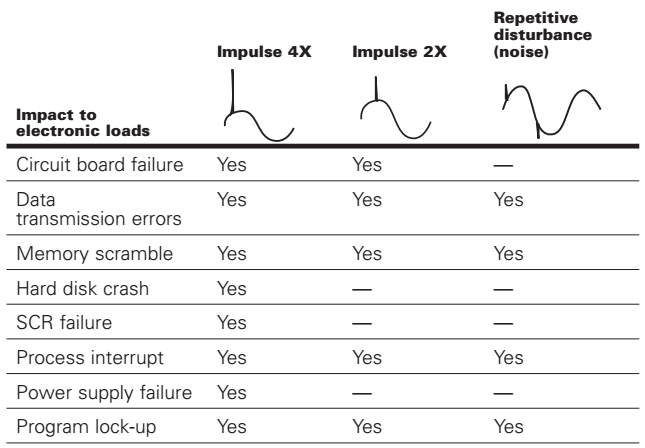 Repetitive
disturbance
Impulse 4X Impulse 2X (noise)
Impact to
electronic loads
Circuit board failure Yes Yes —
Data Yes Yes Yes
transmission errors
Memory scramble Yes Yes Yes
Hard disk crash Yes — —
SCR failure Yes — —
Process interrupt Yes Yes Yes
Power supply failure Yes — —
Program lock-up Yes Yes Yes